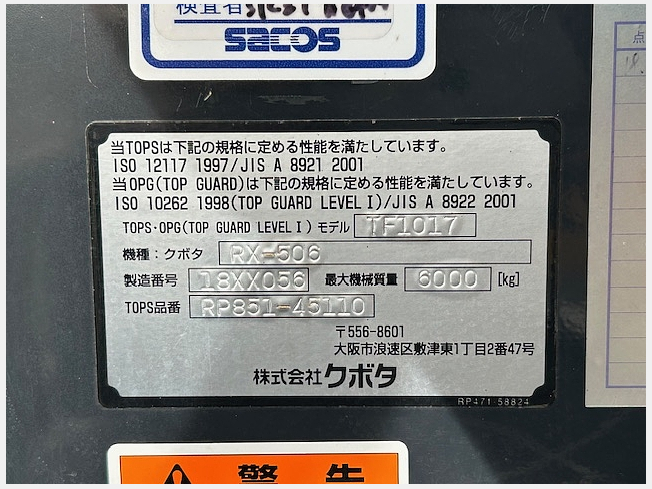 検査者
SACOS
点
当TOPSは下記の規格に定める性能を満たしています。
ISO 12117 1997/JIS A 8921 2001
当OPG(TOP GUARD)は下記の規格に定める性能を満たしています。
ISO 10262 1998(TOP GUARD LEVEL I)/JIS A 8922 2001
TOPS・OPG(TOP GUARD LEVEL I) モデル TF1017
機種：クボタ RX-506
製造番号 18XX056 最大機械質量 6000 [kg]
TOPS品番 RP851-45110
〒556-8601
大阪市浪速区敷津東1丁目2番47号
株式会社クボタ
RP471-58824
警告